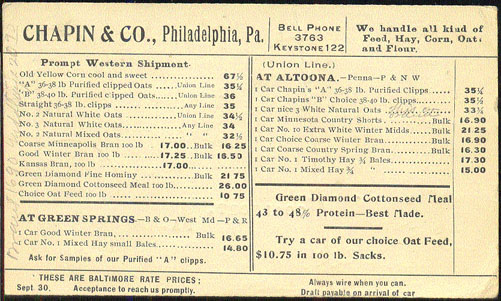 CHAPIN & CO., Philadelphia, Pa.
BELL PHONE
3763
KEYSTONE 122
We handle all kind of
Feed, Hay, Corn, Oats
and Flour.
Prompt Western Shipment.
Old Yellow Corn cool and sweet 67½
"A" 36-38 lb. Purified clipped Oats Union Line 35¼
"B" 38-40 lb. Purified Clipped Oats Union Line 36
Straight 36-38 lb. clipps Any Line 35
No. 2 Natural White Oats Union Line 34½
No. 3 Natural White Oats Any Line 34
No. 2 Natural Mixed Oats " " 32½
Coarse Minneapolis Bran 100 lb 17.00 Bulk 16.25
Good Winter Bran 100 lb 17.25 Bulk 16.50
Kansas Bran, 100 lb 17.00
Green Diamond Fine Hominy Bulk 21 75
Green Diamond Cottonseed Meal 100 lb 26.00
Choice Oat Feed 100 lb 10 75
AT GREEN SPRINGS.—B & O—West Md—P & R
1 Car Good Winter Bran, Bulk 16.65
1 Car No. 1 Mixed Hay small Bales 14.80
Ask for Samples of our Purified "A" clipps.
(Union Line.)
AT ALTOONA.—Penna—P & N W
1 Car Chapin's "A" 36-38 lb. Purified Clipps 35¼
1 Car Chapins "B" Choice 38-40 lb. clipps 35½
1 Car nice 3 White Natural Oats 33½
1 Car Minnesota Country Shorts Bulk 16.90
1 Car No. 10 Extra White Winter Midds Bulk 21.25
1 Car Choice Coarse Winter Bran Bulk 16.90
1 Car Coarse Country Spring Bran Bulk 16.30
1 Car No. 1 Timothy Hay ¾ Bales 17.30
1 Car No. 1 Mixed Hay ¾ " 15.00
Green Diamond Cottonseed Meal
43 to 48% Protein—Best Made.
Try a car of our choice Oat Feed,
$10.75 in 100 lb. Sacks.
THESE ARE BALTIMORE RATE PRICES:
Sept. 30. Acceptance to reach us promptly.
Always wire when you can.
Draft payable on arrival of car